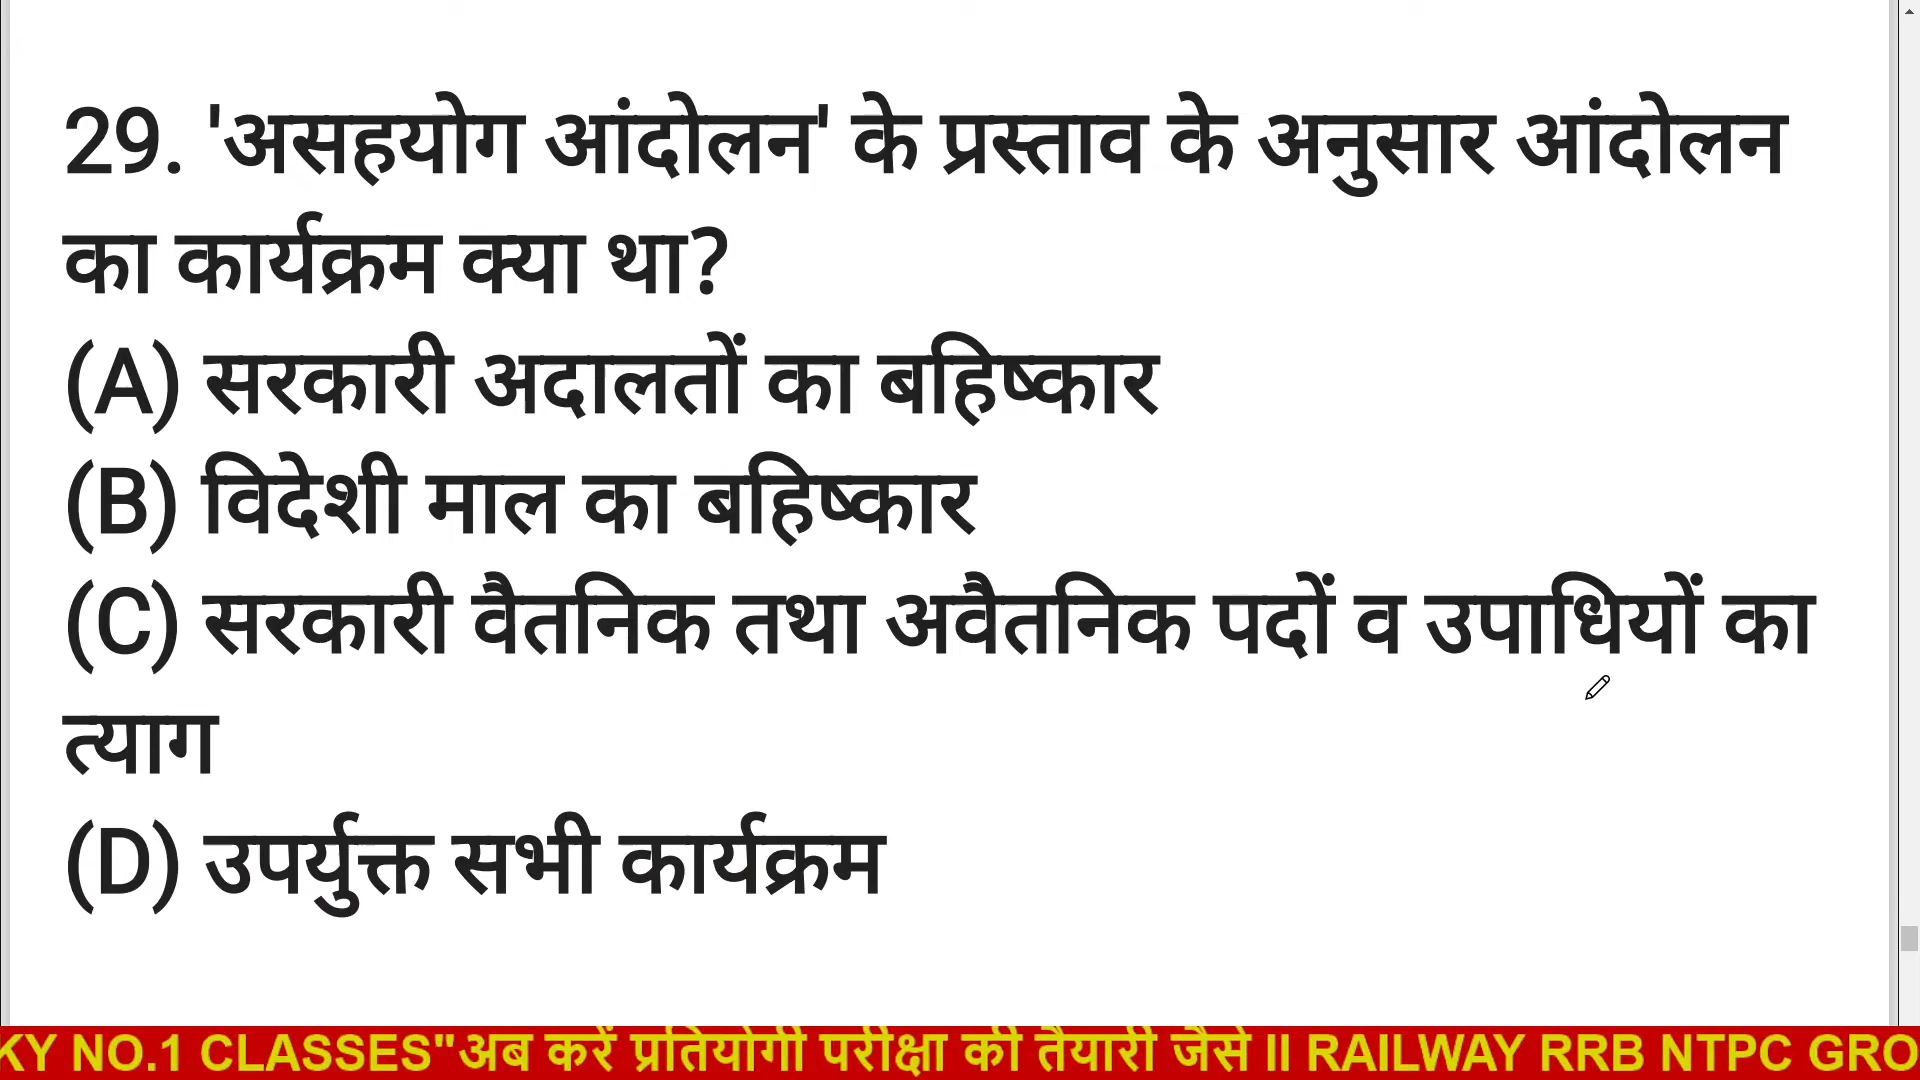 29. 'असहयोग आंदोलन' के प्रस्ताव के अनुसार आंदोलन
का कार्यक्रम क्या था?
(A) सरकारी अदालतों का बहिष्कार
(B) विदेशी माल का बहिष्कार
(C) सरकारी वैतनिक तथा अवैतनिक पदों व उपाधियों का
त्याग
(D) उपर्युक्त सभी कार्यक्रम
KY NO.1 CLASSES"अब करें प्रतियोगी परीक्षा की तैयारी जैसे II RAILWAY RRB NTPC GRO